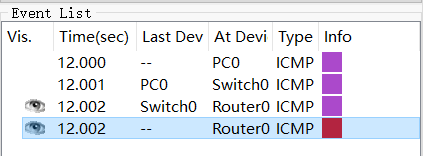 Event List
Vis. Time(sec) Last Dev At Devi Type Info
12.000 -- PC0 ICMP
12.001 PC0 Switch0 ICMP
12.002 Switch0 Router0 ICMP
12.002 -- Router0 ICMP